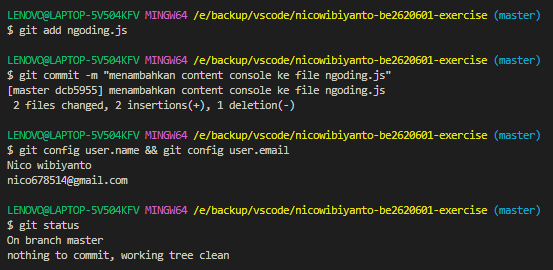 LENOVO@LAPTOP-5V504KFV MINGW64 /e/backup/vscode/nicowibiyanto-be2620601-exercise (master)
$ git add ngoding.js
LENOVO@LAPTOP-5V504KFV MINGW64 /e/backup/vscode/nicowibiyanto-be2620601-exercise (master)
$ git commit -m "menambahkan content console ke file ngoding.js"
[master dcb5955] menambahkan content console ke file ngoding.js
2 files changed, 2 insertions(+), 1 deletion(-)
LENOVO@LAPTOP-5V504KFV MINGW64 /e/backup/vscode/nicowibiyanto-be2620601-exercise (master)
$ git config user.name && git config user.email
Nico wibiyanto
nico678514@gmail.com
LENOVO@LAPTOP-5V504KFV MINGW64 /e/backup/vscode/nicowibiyanto-be2620601-exercise (master)
$ git status
On branch master
nothing to commit, working tree clean